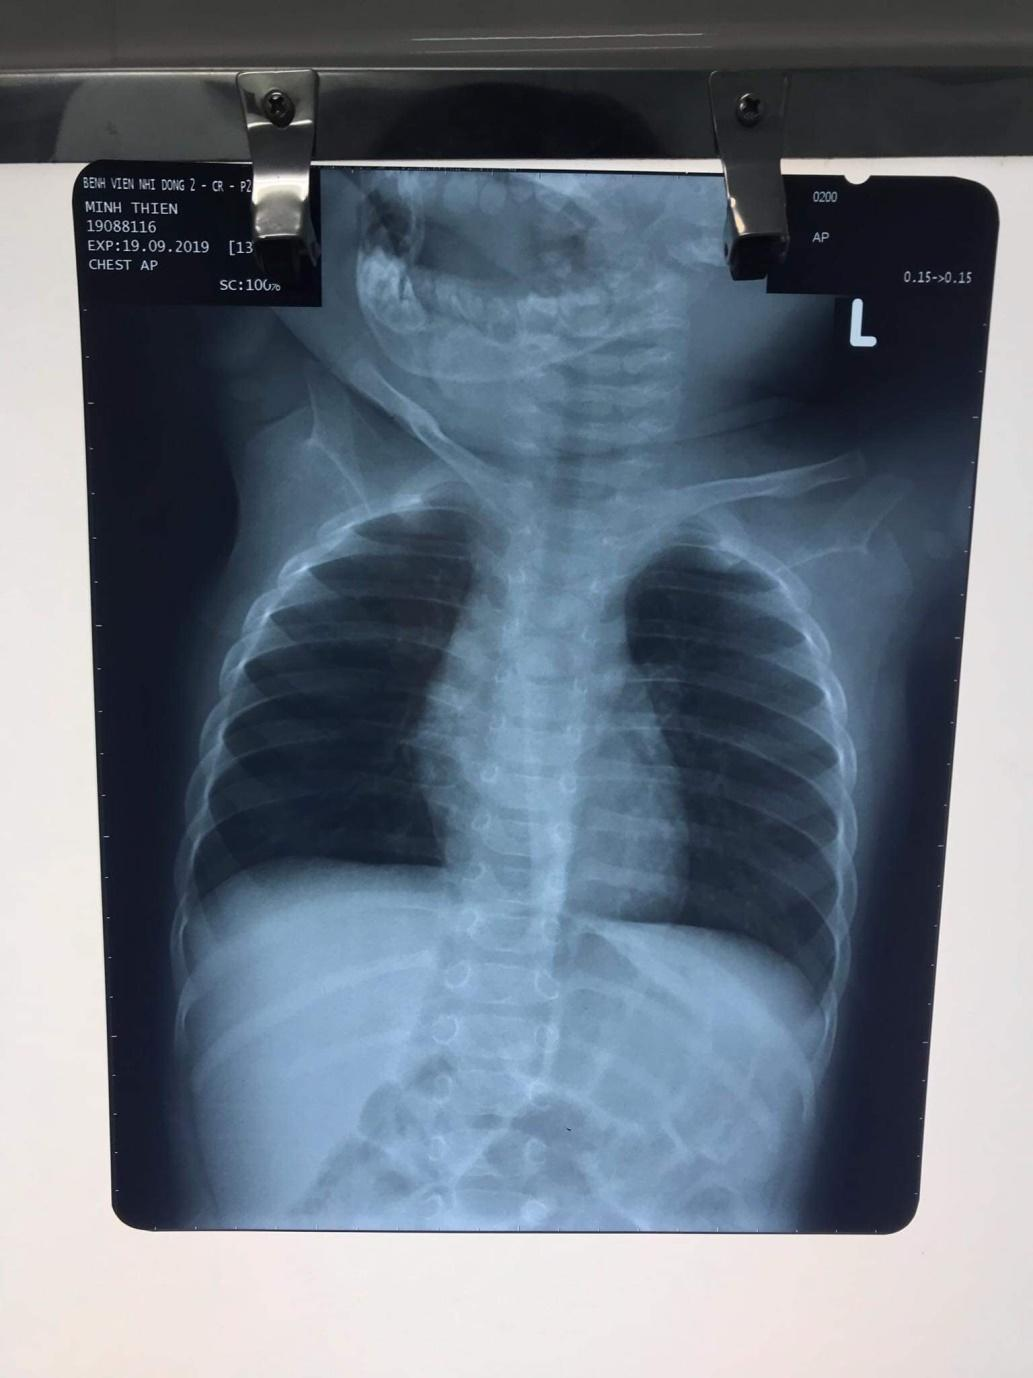 BENH VIEN NHI DONG 2 - CR - P2
MINH THIEN
19088116
EXP:19.09.2019 [13
CHEST AP
SC:100%
0200
AP
0.15->0.15
L